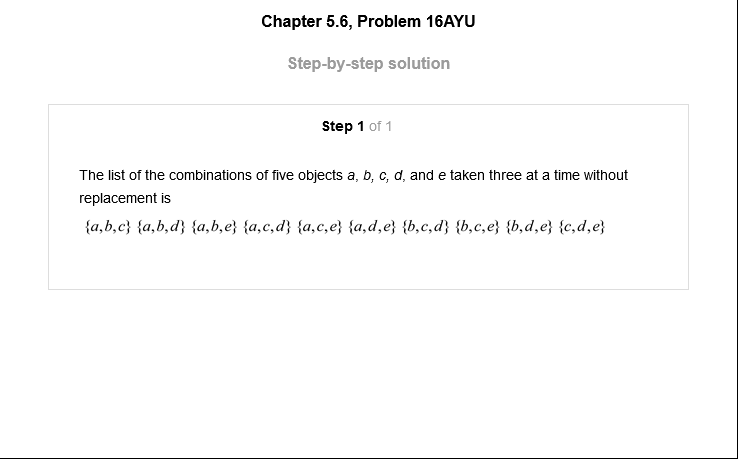 Chapter 5.6, Problem 16AYU
Step-by-step solution
Step 1 of 1
The list of the combinations of five objects a, b, c, d, and e taken three at a time without
replacement is
{a,b,c} {a,b,d} {a,b,e} {a,c,d} {a,c,e} {a,d,e} {b,c,d} {b,c,e} {b,d,e} {c,d,e}